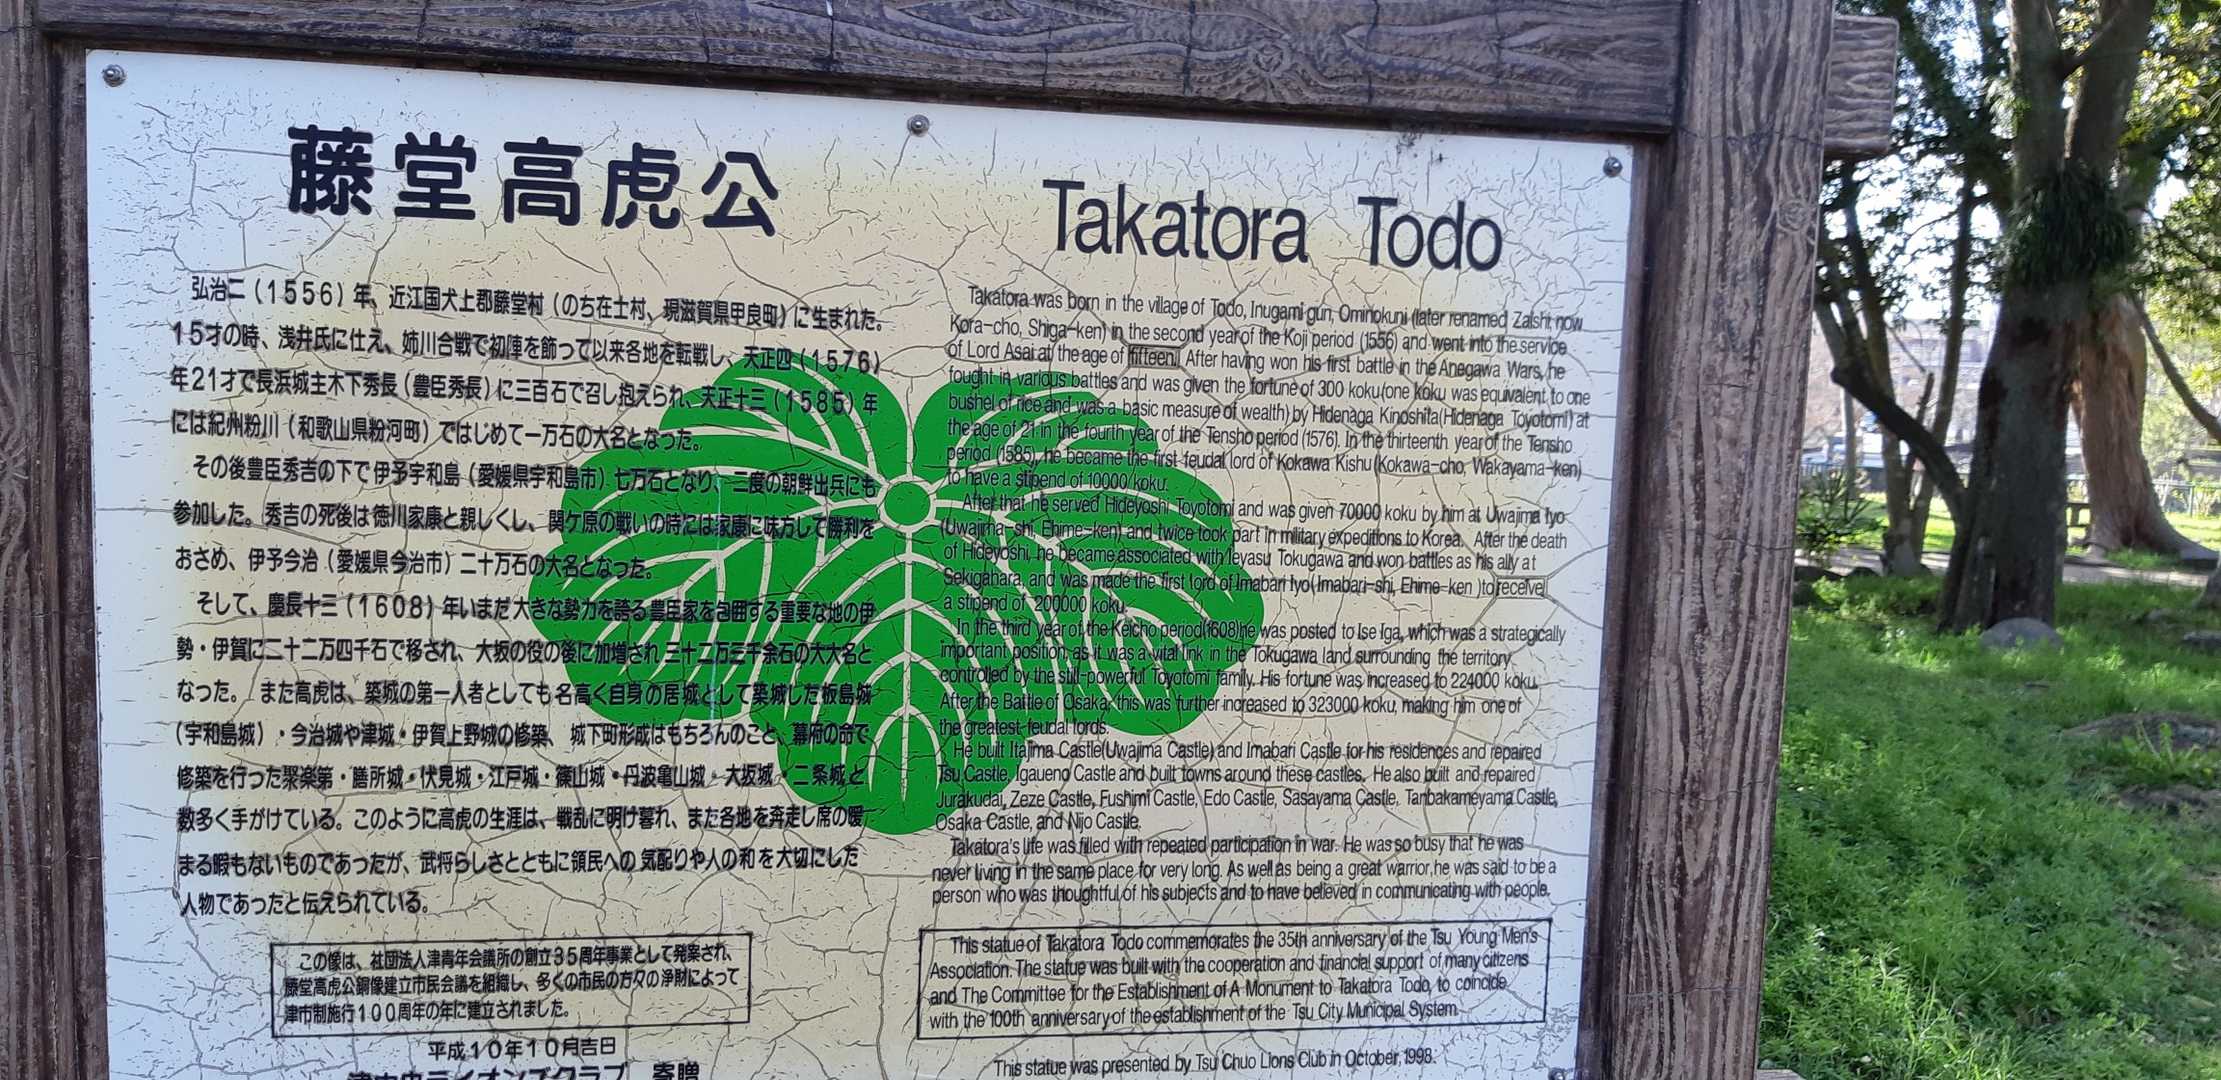 藤堂高虎公
弘治二(1556)年、近江国犬上郡藤堂村(のち在士村、現滋賀県甲良町)に生まれた。
15才の時、浅井氏に仕え、姉川合戦で初陣を飾って以来各地を転戦し、天正四(1576)
年21才で長浜城主木下秀長(豊臣秀長)に三百石で召し抱えられ、天正十三(1585)年
には紀州粉川(和歌山県粉河町)ではじめて一万石の大名となった。
その後豊臣秀吉の下で伊予宇和島(愛媛県宇和島市)七万石となり、二度の朝鮮出兵にも
参加した。秀吉の死後は徳川家康と親しくし、関ケ原の戦いの時には家康に味方して勝利を
おさめ、伊予今治(愛媛県今治市)二十万石の大名となった。
そして、慶長十三(1608)年いまだ大きな勢力を誇る豊臣家を包囲する重要な地の伊
勢・伊賀に二十二万四千石で移され、大坂の役の後に加増され三十二万三千余石の大大名と
なった。また高虎は、築城の第一人者としても名高く自身の居城として築城した板島城
(宇和島城)・今治城や津城・伊賀上野城の修築、城下町形成はもちろんのこと、幕府の命で
修築を行った聚楽第・膳所城・伏見城・江戸城・篠山城・丹波亀山城・大坂城・二条城と
数多く手がけている。このように高虎の生涯は、戦乱に明け暮れ、また各地を奔走し席の暖
まる暇もないものであったが、武将らしさとともに領民への気配りや人の和を大切にした
人物であったと伝えられている。
この像は、社団法人津青年会議所の創立35周年事業として発案され、
藤堂高虎公銅像建立市民会議を組織し、多くの市民の方々の浄財によって
津市制施行100周年の年に建立されました。
平成10年10月吉日
津中央ライオンズクラブ 寄贈
Takatora Todo
Takatora was born in the village of Todo, Inugami gun, Ominokuni (later renamed Zaishi; now
Kora-cho, Shiga-ken) in the second year of the Koji period (1556) and went into the service
of Lord Asai at the age of fifteen. After having won his first battle in the Anegawa Wars, he
fought in various battles and was given the fortune of 300 koku(one koku was equivalent to one
bushel of rice and was a basic measure of wealth) by Hidenaga Kinoshita(Hidenaga Toyotomi) at
the age of 21 in the fourth year of the Tensho period (1576). In the thirteenth year of the Tensho
period (1585), he became the first feudal lord of Kokawa Kishu(Kokawa-cho, Wakayama-ken)
to have a stipend of 10000 koku.
After that he served Hideyoshi Toyotomi and was given 70000 koku by him at Uwajima Iyo
(Uwajima-shi, Ehime-ken) and twice took part in military expeditions to Korea. After the death
of Hideyoshi, he became associated with Ieyasu Tokugawa and won battles as his ally at
Sekigahara, and was made the first lord of Imabari Iyo(Imabari-shi, Ehime-ken )to receive
a stipend of 200000 koku.
In the third year of the Keicho period(1608)he was posted to Ise Iga, which was a strategically
important position, as it was a vital link in the Tokugawa land surrounding the territory
controlled by the still-powerful Toyotomi family. His fortune was increased to 224000 koku.
After the Battle of Osaka, this was further increased to 323000 koku, making him one of
the greatest feudal lords.
He built Itajima Castle(Uwajima Castle) and Imabari Castle for his residences and repaired
Tsu Castle, Igaueno Castle and built towns around these castles. He also built and repaired
Jurakudai, Zeze Castle, Fushimi Castle, Edo Castle, Sasayama Castle, Tanbakameyama Castle,
Osaka Castle, and Nijo Castle.
Takatora's life was filled with repeated participation in war. He was so busy that he was
never living in the same place for very long. As well as being a great warrior,he was said to be a
person who was thoughtful of his subjects and to have believed in communicating with people.
This statue of Takatora Todo commemorates the 35th anniversary of the Tsu Young Men's
Association. The statue was built with the cooperation and financial support of many citizens
and The Committee for the Establishment of A Monument to Takatora Todo, to coincide
with the 100th anniversary of the establishment of the Tsu City Municipal System.
This statue was presented by Tsu Chuo Lions Club in October, 1998.